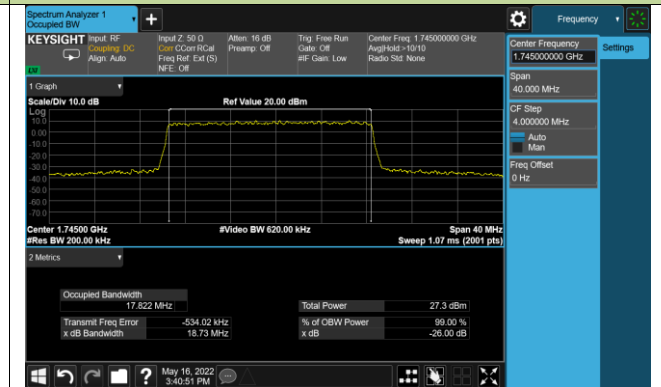 Spectrum Analyzer 1
Occupied BW
+
Frequency
KEYSIGHT
Input: RF
Coupling: DC
Align: Auto
Input Z: 50 Ω
Corr CCorr RCal
Freq Ref: Ext (S)
NFE: Off
Atten: 16 dB
Preamp: Off
Trig: Free Run
Gate: Off
#IF Gain: Low
Center Freq: 1.745000000 GHz
Avg|Hold:>10/10
Radio Std: None
LW
Center Frequency
1.745000000 GHz
Settings
Span
40.000 MHz
CF Step
4.000000 MHz
Auto
Man
Freq Offset
0 Hz
1 Graph
Scale/Div 10.0 dB
Ref Value 20.00 dBm
Log
10.0
0.00
-10.0
-20.0
-30.0
-40.0
-50.0
-60.0
-70.0
Center 1.74500 GHz
#Video BW 620.00 kHz
Span 40 MHz
#Res BW 200.00 kHz
Sweep 1.07 ms (2001 pts)
2 Metrics
Occupied Bandwidth
17.822 MHz
Total Power
27.3 dBm
Transmit Freq Error
-534.02 kHz
% of OBW Power
99.00 %
x dB Bandwidth
18.73 MHz
x dB
-26.00 dB
?
May 16, 2022
3:40:51 PM